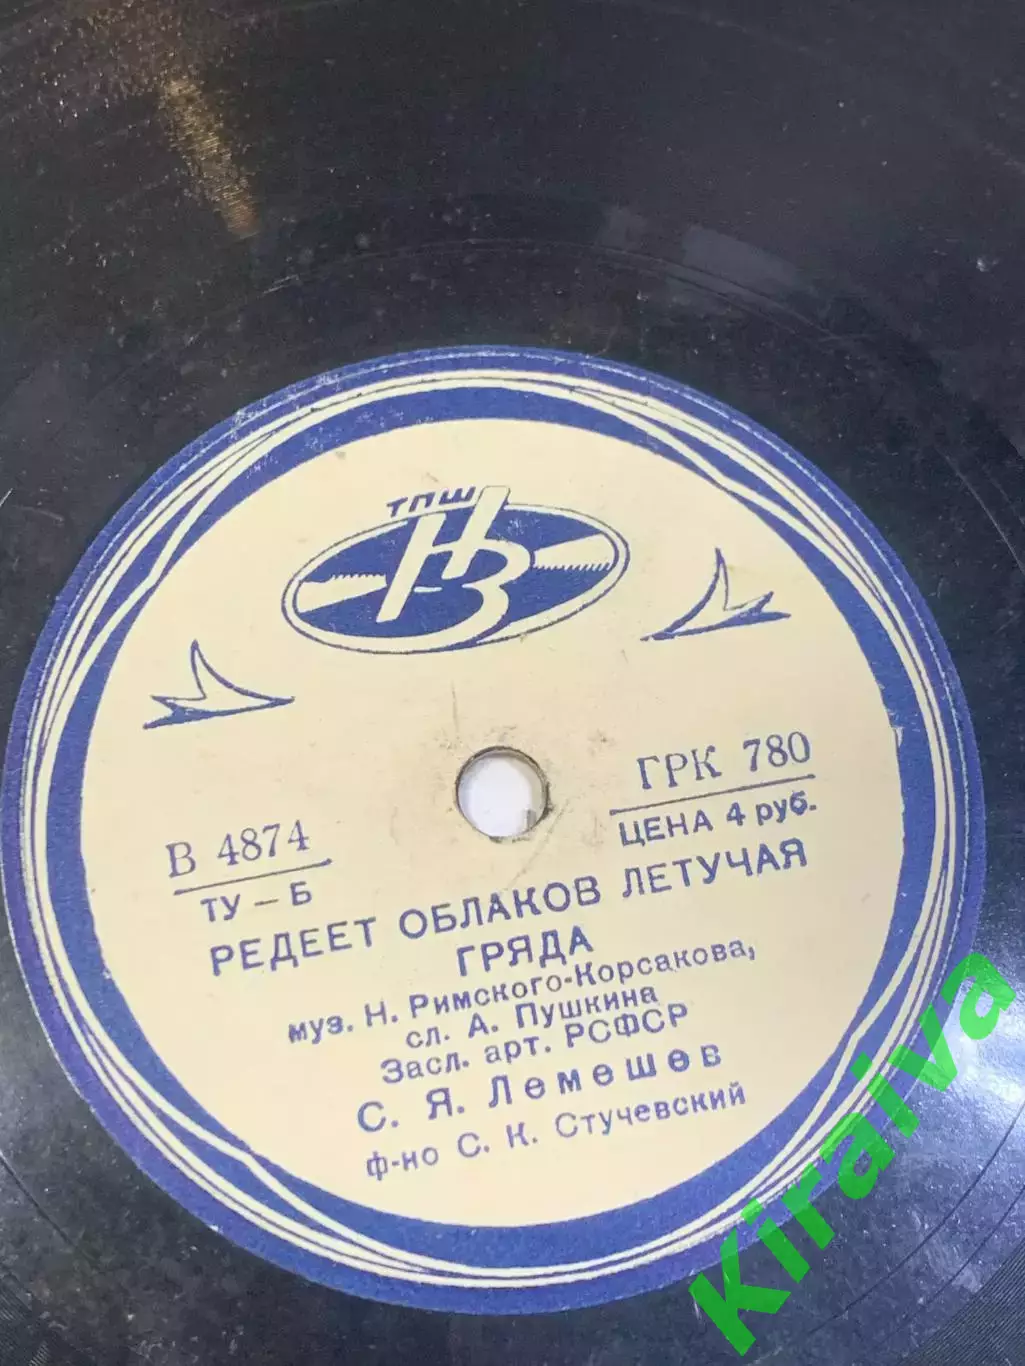 ТПШ
НЗ
В 4874
ТУ – Б
ГРК 780
ЦЕНА 4 руб.
РЕДЕЕТ ОБЛАКОВ ЛЕТУЧАЯ
ГРЯДА
муз. Н. Римского-Корсакова,
сл. А. Пушкина
Засл. арт. РСФСР
С. Я. Лемешев
ф-но С. К. Стучевский
Kiralva